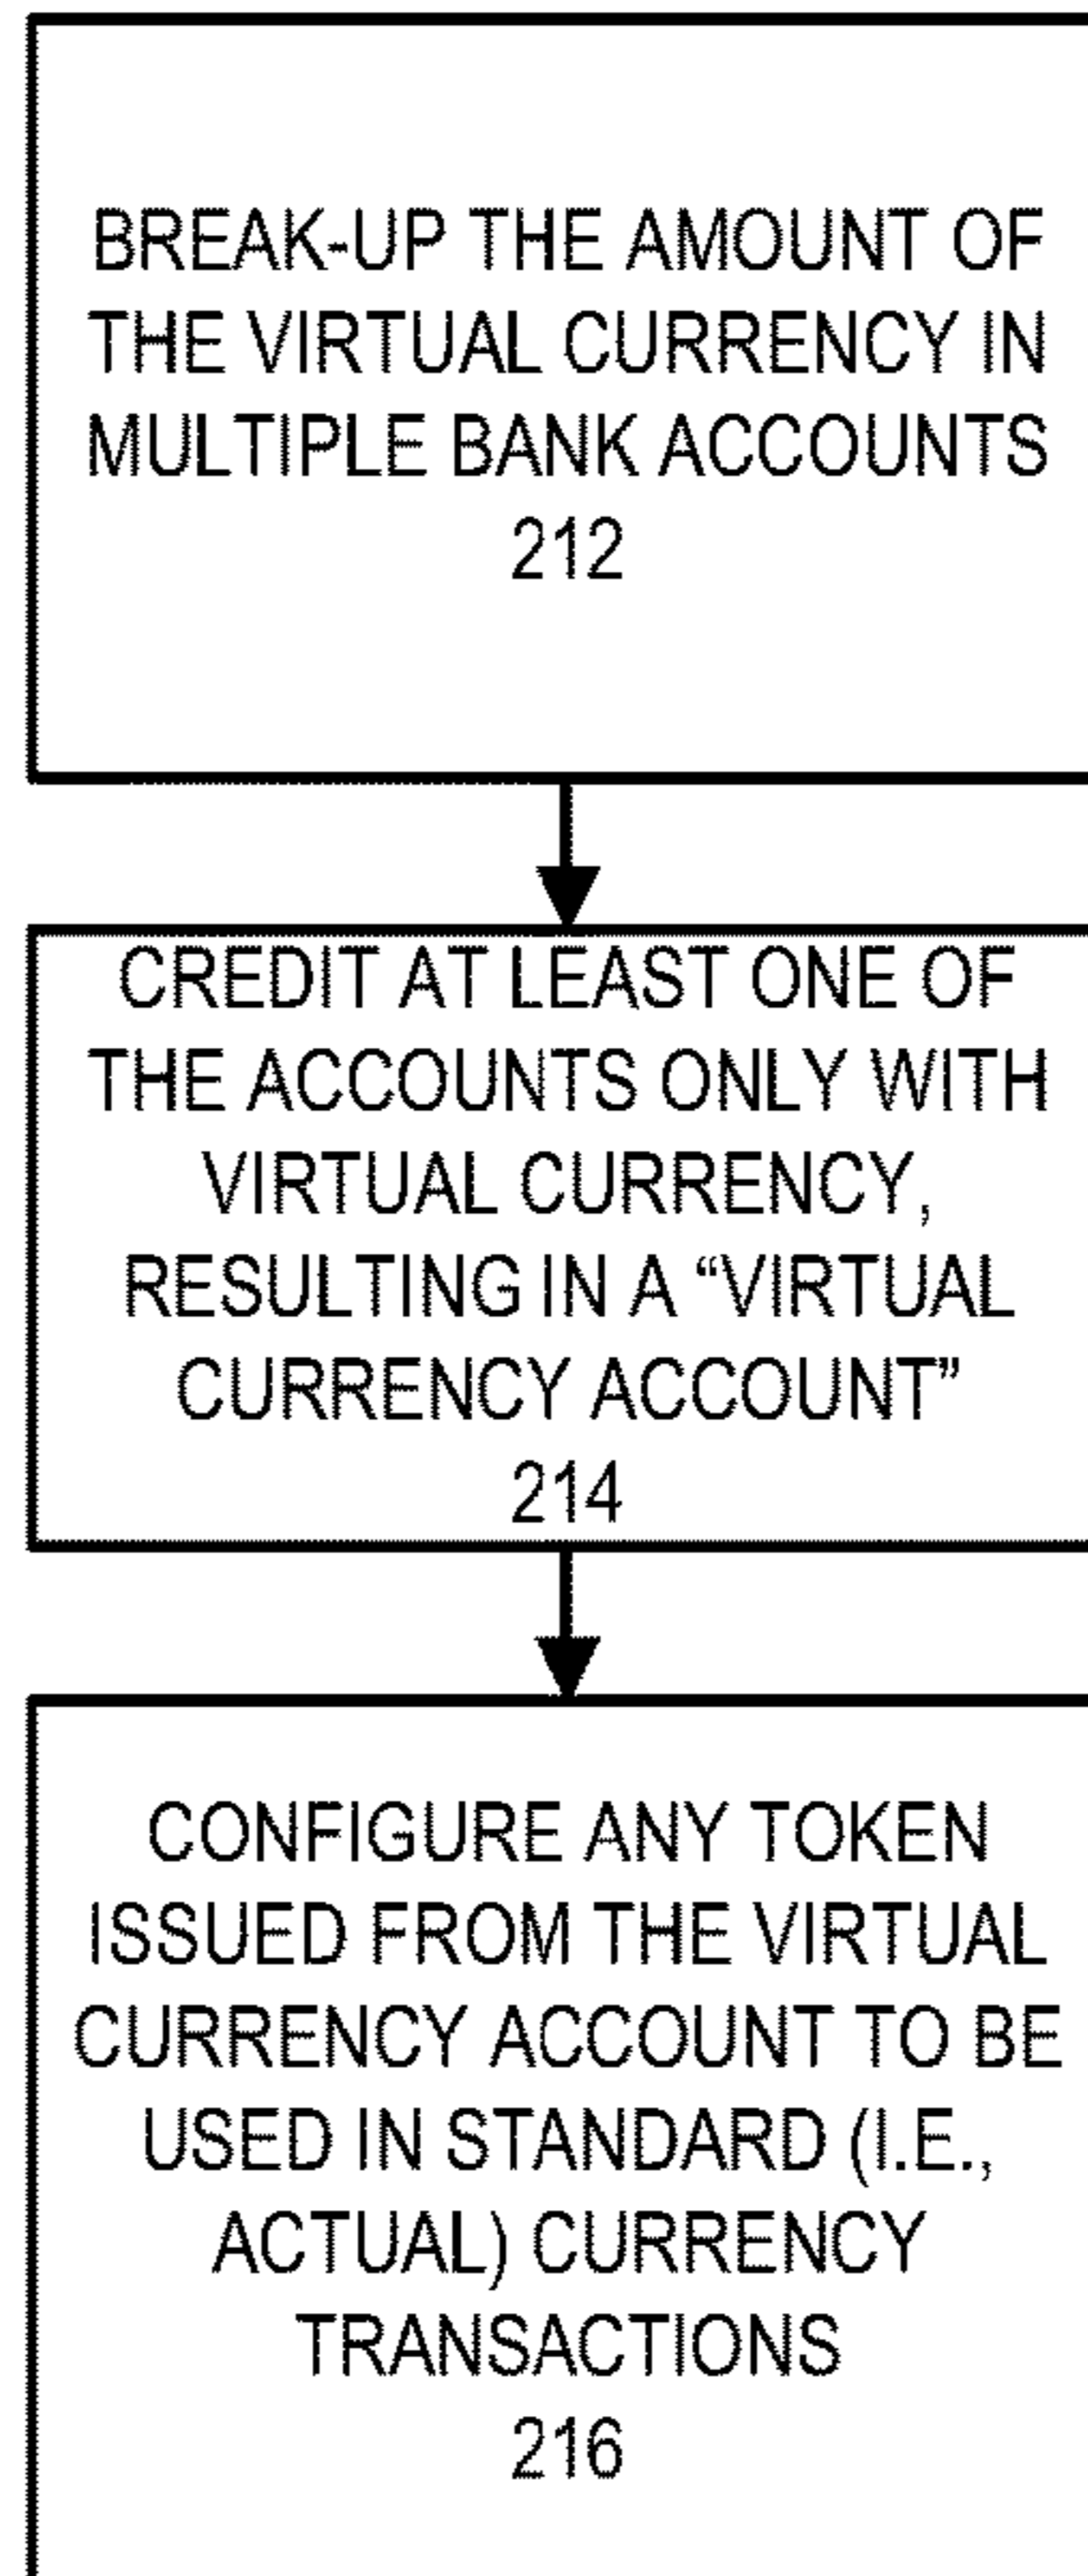 BREAK-UP THE AMOUNT OF
THE VIRTUAL CURRENCY IN
MULTIPLE BANK ACCOUNTS
212
CREDIT AT LEAST ONE OF
THE ACCOUNTS ONLY WITH
VIRTUAL CURRENCY,
RESULTING IN A “VIRTUAL
CURRENCY ACCOUNT”
214
CONFIGURE ANY TOKEN
ISSUED FROM THE VIRTUAL
CURRENCY ACCOUNT TO BE
USED IN STANDARD (I.E.,
ACTUAL) CURRENCY
TRANSACTIONS
216